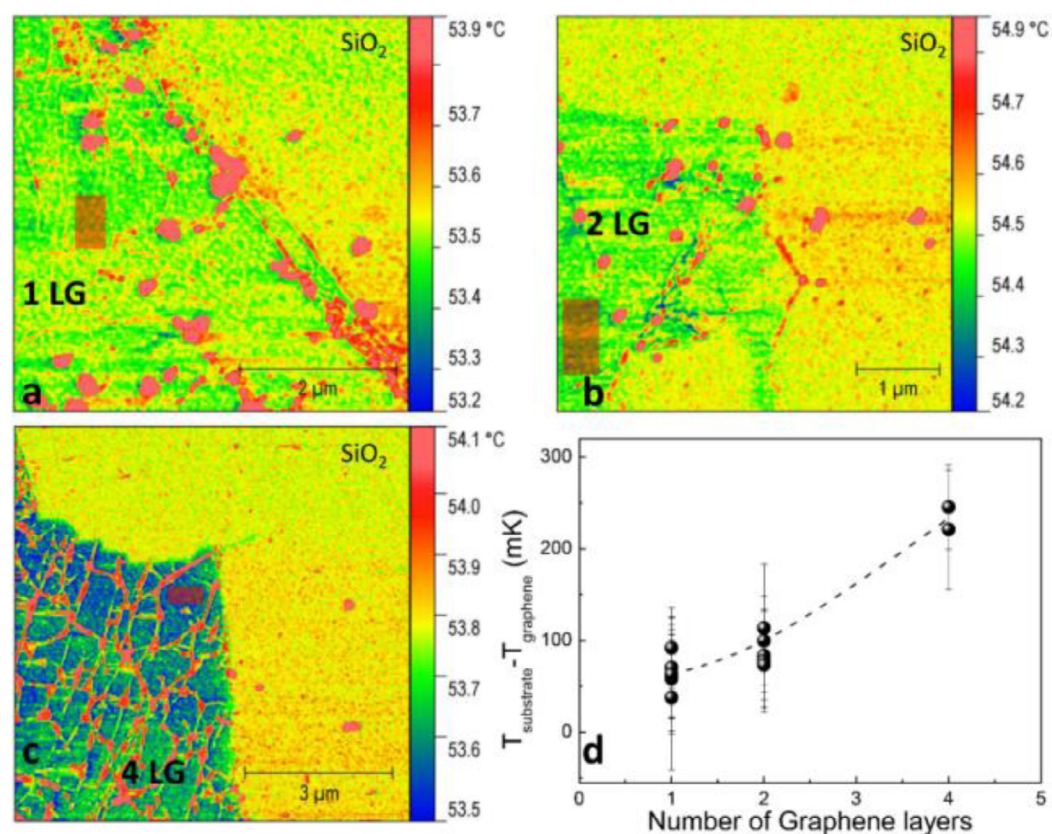 SiO₂
53.9 °C
53.7
53.6
53.5
53.4
53.3
53.2
1 LG
2 µm
a
SiO₂
54.9 °C
54.7
54.6
54.5
54.4
54.3
54.2
2 LG
1 µm
b
SiO₂
54.1 °C
54.0
53.9
53.8
53.7
53.6
53.5
4 LG
3 µm
c
T substrate -T graphene (mK)
300
200
100
0
d
0 1 2 3 4 5
Number of Graphene layers